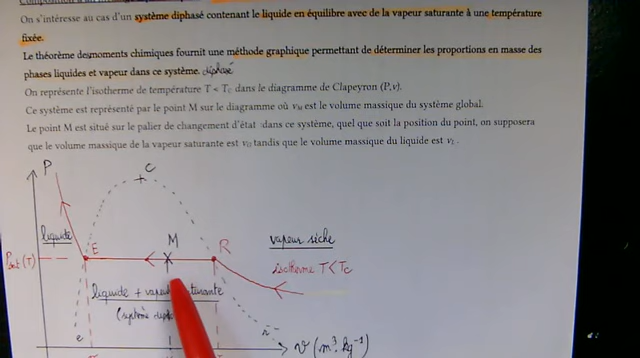 On s'intéresse au cas d'un système diphasé contenant le liquide en équilibre avec de la vapeur saturante à une température
fixée.
Le théorème des moments chimiques fournit une méthode graphique permettant de déterminer les proportions en masse des
phases liquides et vapeur dans ce système. diphasé
On représente l'isotherme de température T < Tc dans le diagramme de Clapeyron (P,v).
Ce système est représenté par le point M sur le diagramme où vM est le volume massique du système global.
Le point M est situé sur le palier de changement d'état dans ce système, quel que soit la position du point, on supposera
que le volume massique de la vapeur saturante est vG tandis que le volume massique du liquide est vL.
P
C
liquide
E
M
R
vapeur sèche
Psat(T)
isotherme T<Tc
liquide + vapeur saturante
(système
v (m³.kg⁻¹)